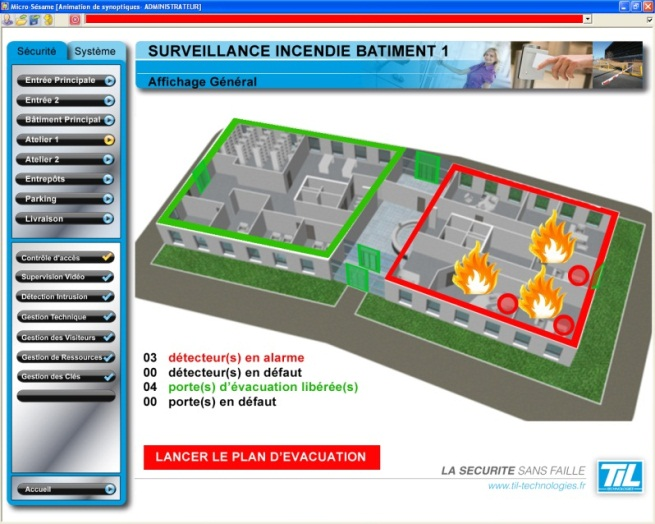 Micro-Sésame [Animation de synoptiques- ADMINISTRATEUR]
Sécurité
Système
Entrée Principale
Entrée 2
Bâtiment Principal
Atelier 1
Atelier 2
Entrepôts
Parking
Livraison
Contrôle d'accès
Supervision Vidéo
Détection Intrusion
Gestion Technique
Gestion des Visiteurs
Gestion de Ressources
Gestion des Clés
Accueil
SURVEILLANCE INCENDIE BATIMENT 1
Affichage Général
03 détecteur(s) en alarme
00 détecteur(s) en défaut
04 porte(s) d'évacuation libérée(s)
00 porte(s) en défaut
LANCER LE PLAN D'EVACUATION
LA SECURITE SANS FAILLE
www.til-technologies.fr
TIL
TECHNOLOGIES